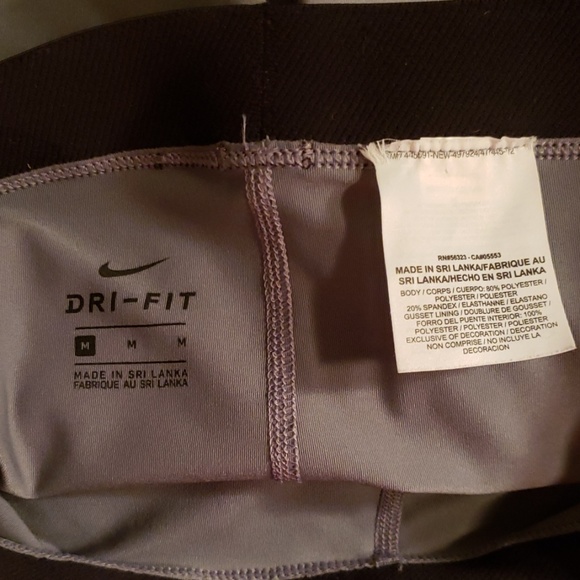 DRI-FIT
M M M
MADE IN SRI LANKA
FABRIQUE AU SRI LANKA
RN#56323 - CA#05553
MADE IN SRI LANKA/FABRIQUE AU
SRI LANKA/HECHO EN SRI LANKA
BODY / CORPS / CUERPO: 80% POLYESTER /
POLYESTER / POLIESTER
20% SPANDEX / ELASTHANNE / ELASTANO
GUSSET LINING / DOUBLURE DE GOUSSET /
FORRO DEL PUENTE INTERIOR: 100%
POLYESTER / POLYESTER / POLIESTER
EXCLUSIVE OF DECORATION / DECORATION
NON COMPRISE / NO INCLUYE LA
DECORACION